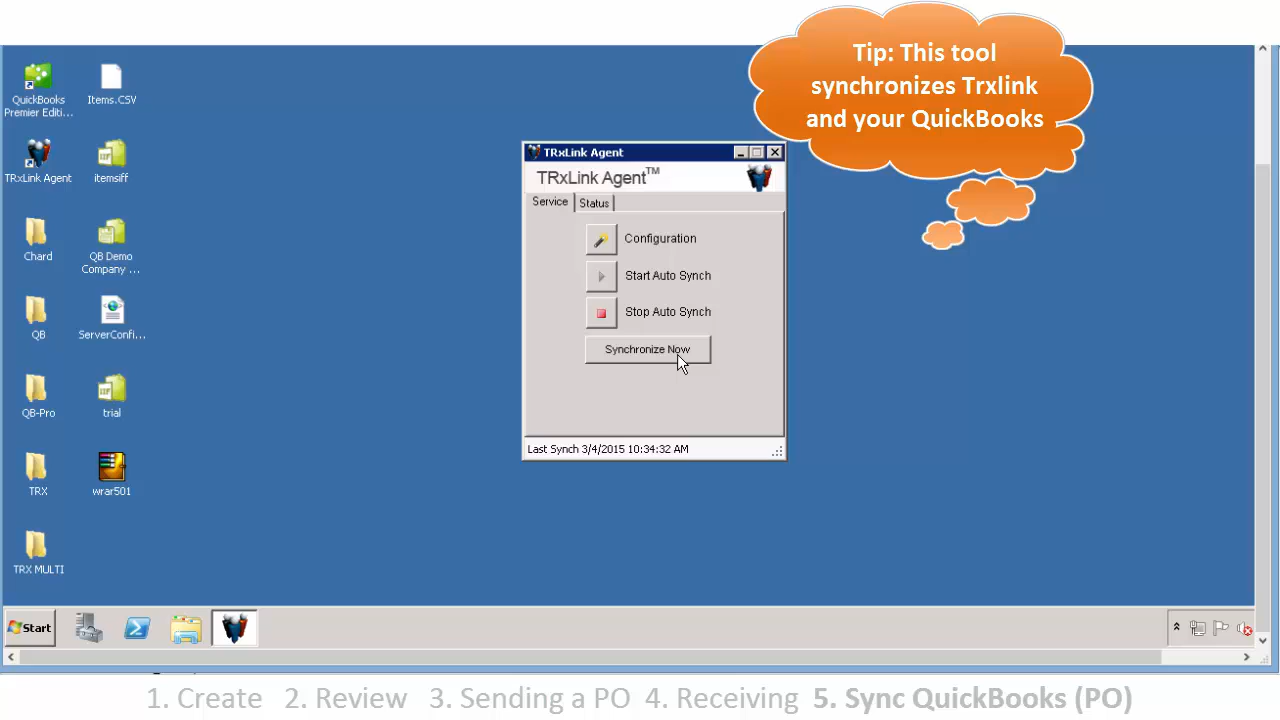 Tip: This tool
synchronizes Trxlink
and your QuickBooks
QuickBooks
Premier Editi...
Items.CSV
TRxLink Agent
itemsiff
Chard
QB Demo
Company ...
QB
ServerConfi...
QB-Pro
trial
TRX
wrar501
TRX MULTI
TRxLink Agent
TRxLink Agent™
Service
Status
Configuration
Start Auto Synch
Stop Auto Synch
Synchronize Now
Last Synch 3/4/2015 10:34:32 AM
Start
1. Create 2. Review 3. Sending a PO 4. Receiving 5. Sync QuickBooks (PO)